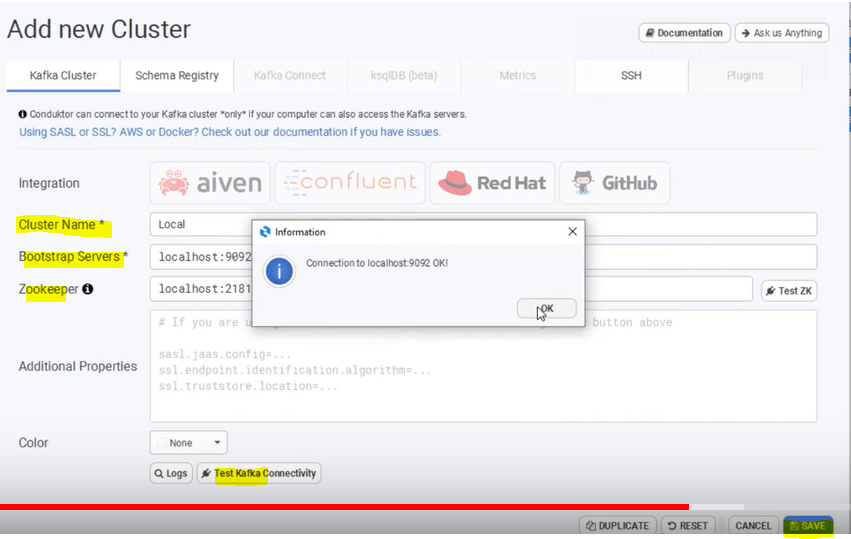 Add new Cluster
Documentation
Ask us Anything
Kafka Cluster
Schema Registry
Kafka Connect
ksqlDB (beta)
Metrics
SSH
Plugins
Conduktor can connect to your Kafka cluster *only* if your computer can also access the Kafka servers.
Using SASL or SSL? AWS or Docker? Check out our documentation if you have issues.
Integration
aiven
confluent
Red Hat
GitHub
Cluster Name *
Local
Information
Bootstrap Servers *
localhost:9092
Connection to localhost:9092 OK!
Zookeeper
localhost:2181
Test ZK
OK
# If you are u
button above
sasl.jaas.config=...
ssl.endpoint.identification.algorithm=...
ssl.truststore.location=...
Additional Properties
Color
None
Logs
Test Kafka Connectivity
DUPLICATE
RESET
CANCEL
SAVE